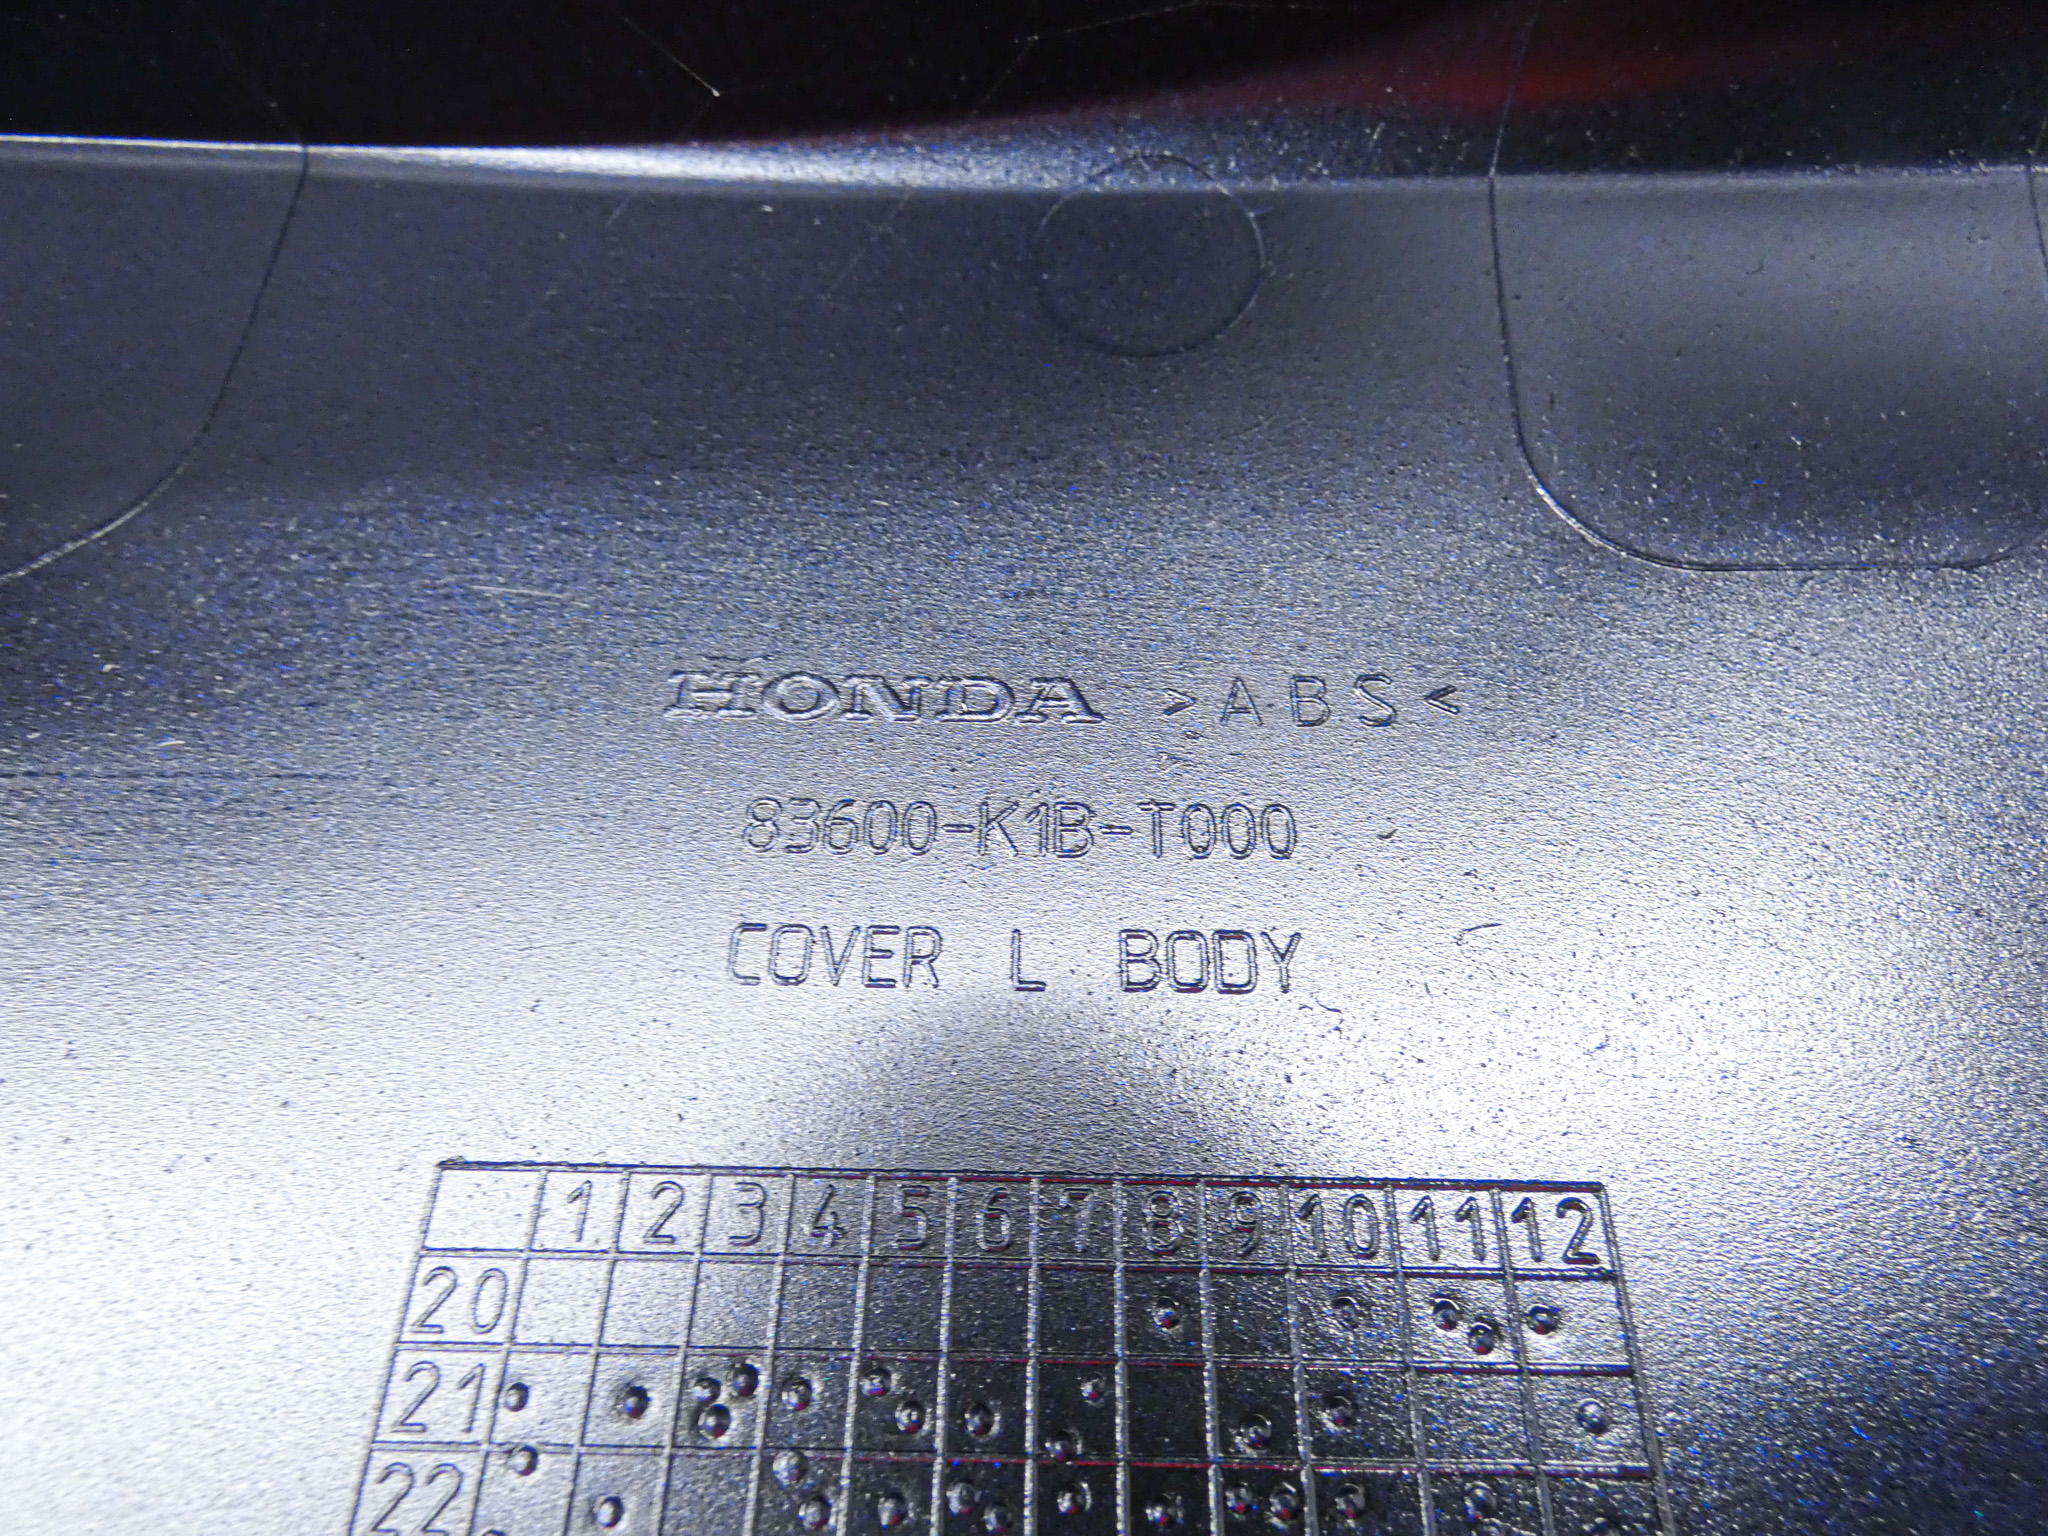 HONDA >ABS<
83600-K1B-T000
COVER L BODY
1 2 3 4 5 6 7 8 9 10 11 12
20
21
22